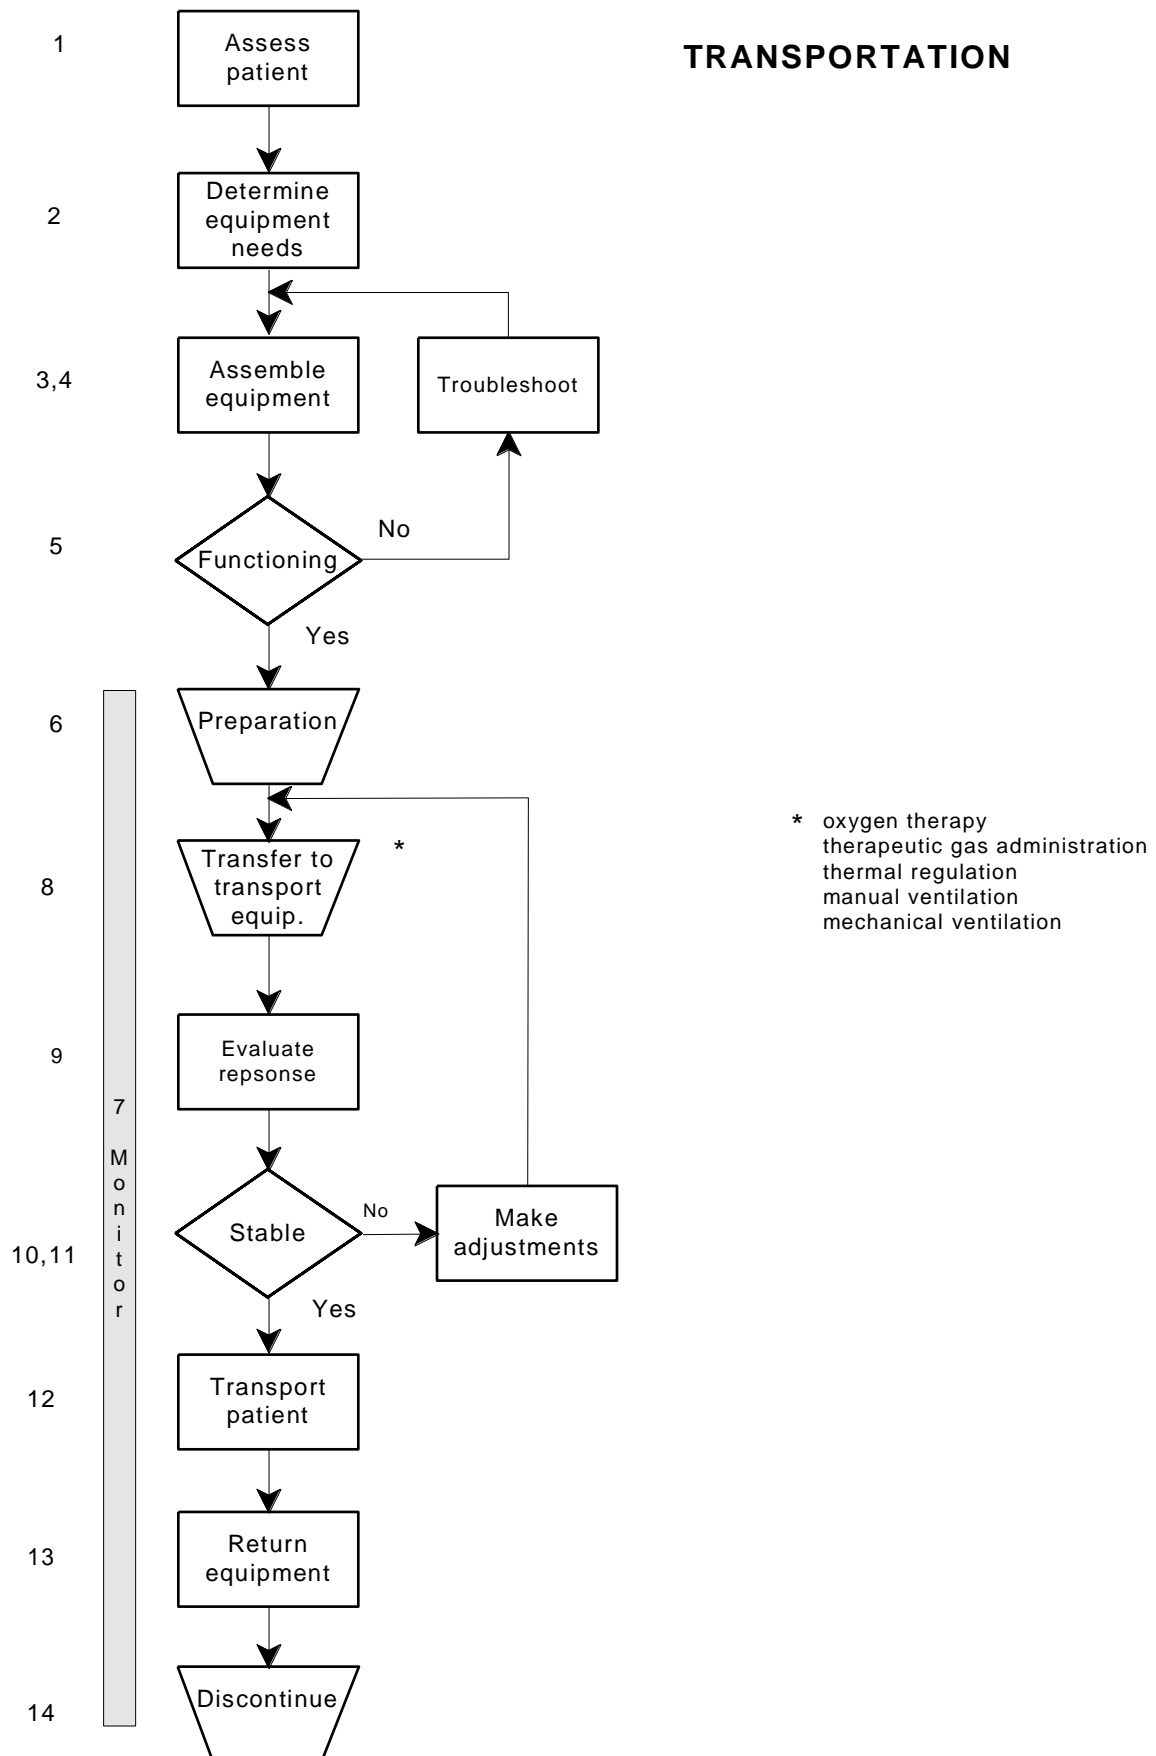 TRANSPORTATION
1
Assess
patient
2
Determine
equipment
needs
3,4
Assemble
equipment
Troubleshoot
5
Functioning
No
Yes
6
Preparation
8
Transfer to
transport
equip.
*
* oxygen therapy
therapeutic gas administration
thermal regulation
manual ventilation
mechanical ventilation
9
Evaluate
repsonse
7
Monitor
10,11
Stable
No
Make
adjustments
Yes
12
Transport
patient
13
Return
equipment
14
Discontinue